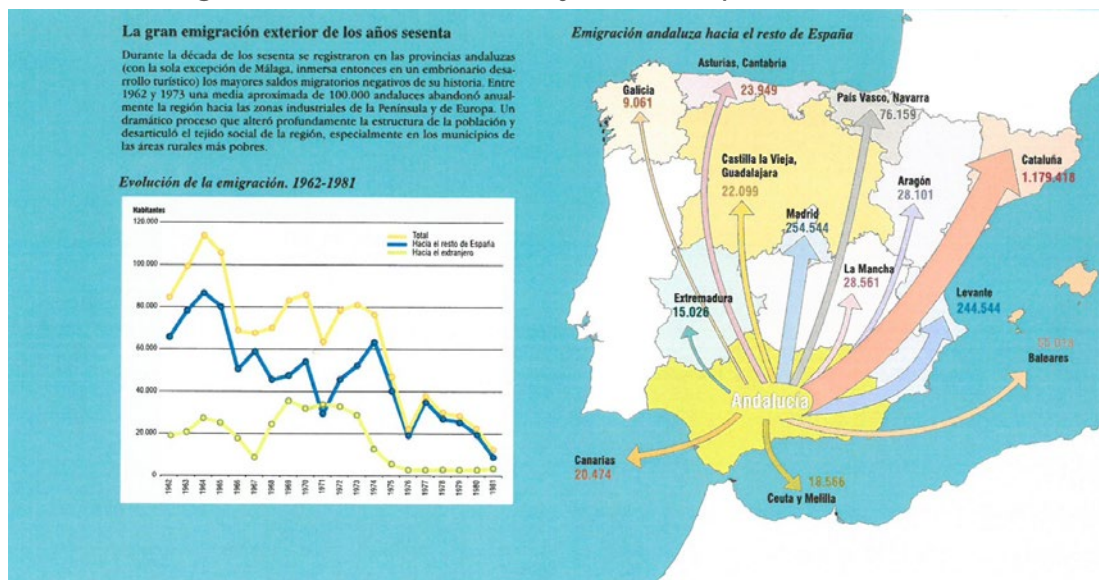 La gran emigración exterior de los años sesenta
Durante la década de los sesenta se registraron en las provincias andaluzas
(con la sola excepción de Málaga, inmersa entonces en un embrionario desa-
rrollo turístico) los mayores saldos migratorios negativos de su historia. Entre
1962 y 1973 una media aproximada de 100.000 andaluces abandonó anual-
mente la región hacia las zonas industriales de la Península y de Europa. Un
dramático proceso que alteró profundamente la estructura de la población y
desarticuló el tejido social de la región, especialmente en los municipios de
las áreas rurales más pobres.
Evolución de la emigración. 1962-1981
Habitantes
120.000
100.000
80.000
60.000
40.000
20.000
0
Total
Hacia el resto de España
Hacia el extranjero
1962 1963 1964 1965 1966 1967 1968 1969 1970 1971 1972 1973 1974 1975 1976 1977 1978 1979 1980 1981
Emigración andaluza hacia el resto de España
Asturias, Cantabria
23.949
Galicia
9.061
País Vasco, Navarra
76.159
Castilla la Vieja,
Guadalajara
22.099
Cataluña
1.179.418
Aragón
28.101
Madrid
254.544
La Mancha
28.561
Extremadura
15.026
Levante
244.544
Baleares
Andalucía
Canarias
20.474
18.566
Ceuta y Melilla